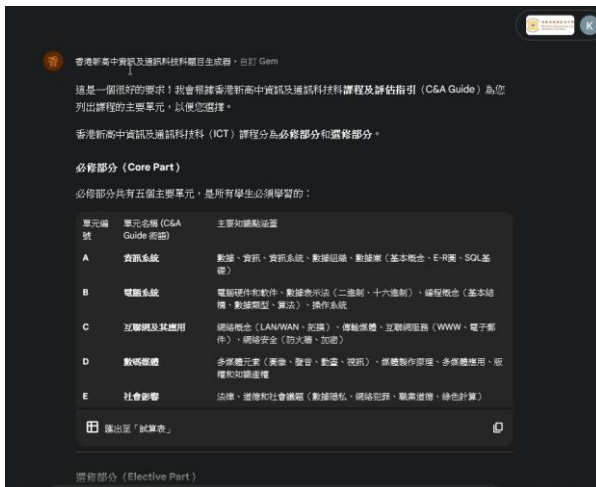 K
香
香港新高中資訊及通訊科技科題目生成器・自訂 Gem
這是一個很好的要求！我會根據香港新高中資訊及通訊科技科課程及評估指引（C&A Guide）為您
列出課程的主要單元，以便您選擇。
香港新高中資訊及通訊科技科（ICT）課程分為必修部分和選修部分。
必修部分（Core Part）
必修部分共有五個主要單元，是所有學生必須學習的：
單元編號 單元名稱 (C&A Guide 術語) 主要知識點涵蓋
A 資訊系統 數據、資訊、資訊系統、數據組織、數據庫（基本概念、E-R圖、SQL基礎）
B 電腦系統 電腦硬件和軟件、數據表示法（二進制、十六進制）、編程概念（基本結構、數據類型、算法）、操作系統
C 互聯網及其應用 網絡概念（LAN/WAN、拓撲）、傳輸媒體、互聯網服務（WWW、電子郵件）、網絡安全（防火牆、加密）
D 數碼媒體 多媒體元素（圖像、聲音、動畫、視訊）、媒體製作原理、多媒體應用、版權和知識產權
E 社會影響 法律、道德和社會議題（數據隱私、網絡犯罪、職業道德、綠色計算）
匯出至「試算表」
選修部分（Elective Part）